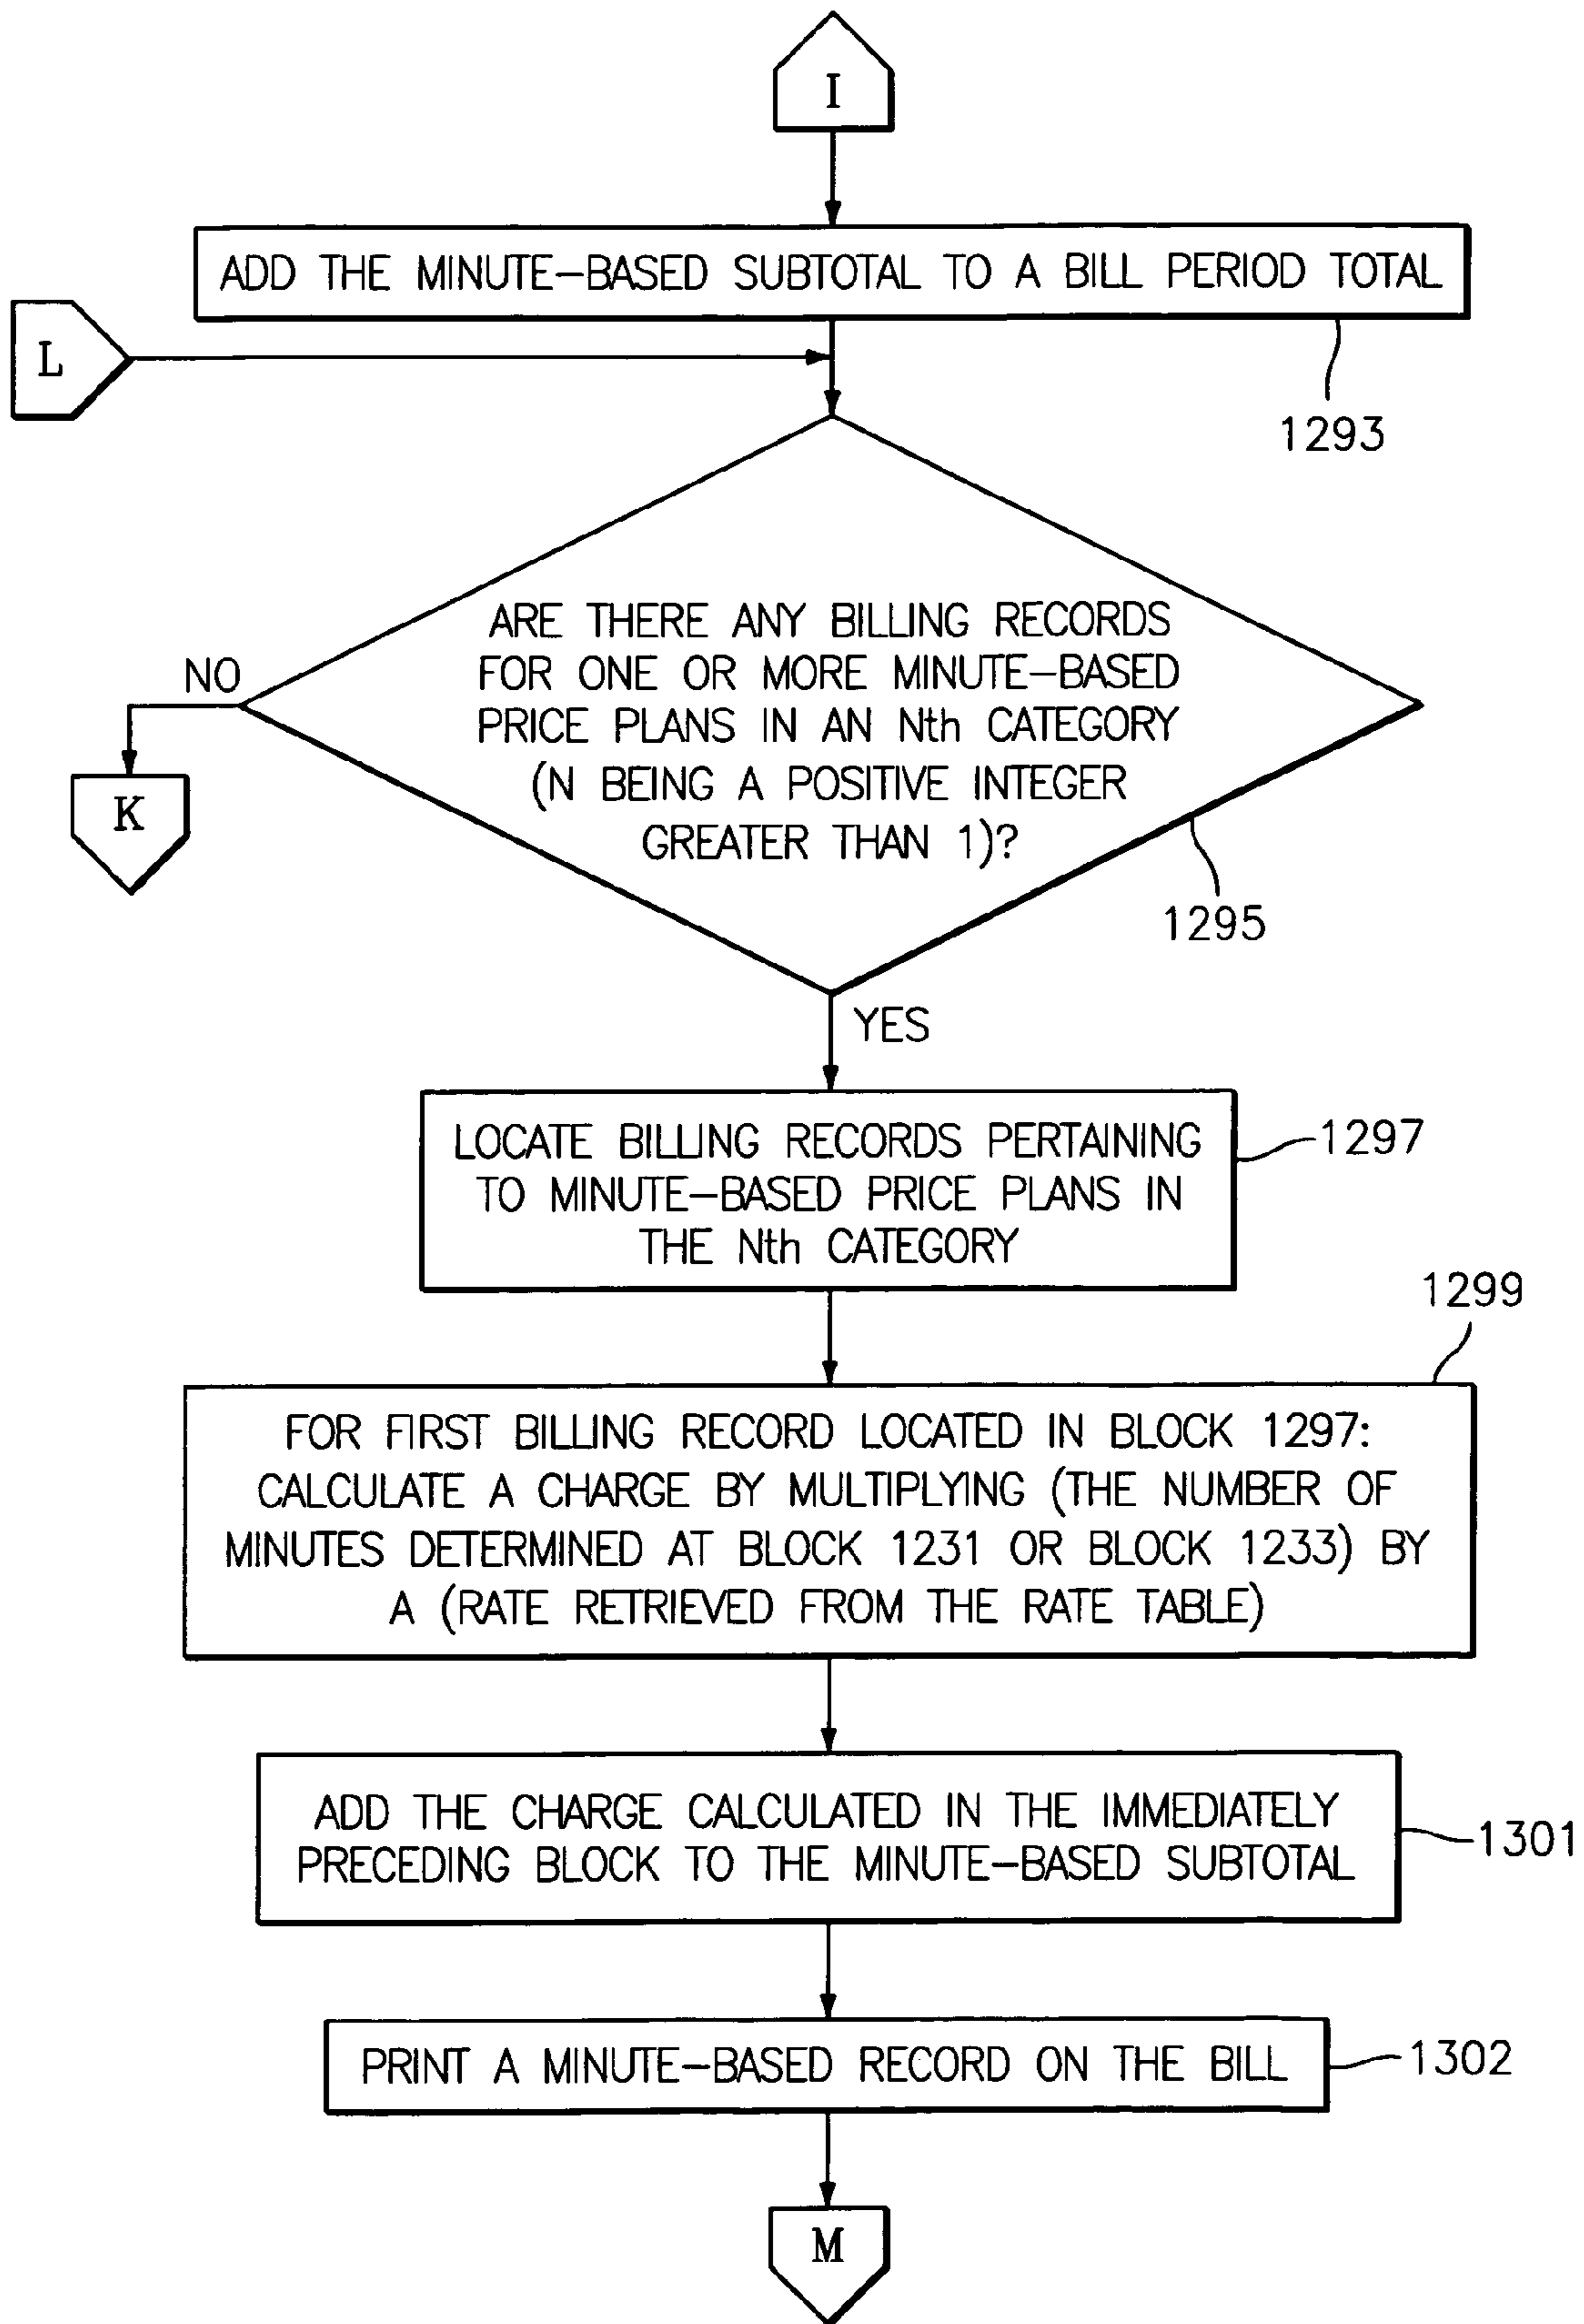 I
ADD THE MINUTE-BASED SUBTOTAL TO A BILL PERIOD TOTAL
L
1293
ARE THERE ANY BILLING RECORDS
FOR ONE OR MORE MINUTE-BASED
PRICE PLANS IN AN Nth CATEGORY
(N BEING A POSITIVE INTEGER
GREATER THAN 1)?
NO
K
1295
YES
LOCATE BILLING RECORDS PERTAINING
TO MINUTE-BASED PRICE PLANS IN
THE Nth CATEGORY
1297
1299
FOR FIRST BILLING RECORD LOCATED IN BLOCK 1297:
CALCULATE A CHARGE BY MULTIPLYING (THE NUMBER OF
MINUTES DETERMINED AT BLOCK 1231 OR BLOCK 1233) BY
A (RATE RETRIEVED FROM THE RATE TABLE)
ADD THE CHARGE CALCULATED IN THE IMMEDIATELY
PRECEDING BLOCK TO THE MINUTE-BASED SUBTOTAL
1301
PRINT A MINUTE-BASED RECORD ON THE BILL
1302
M